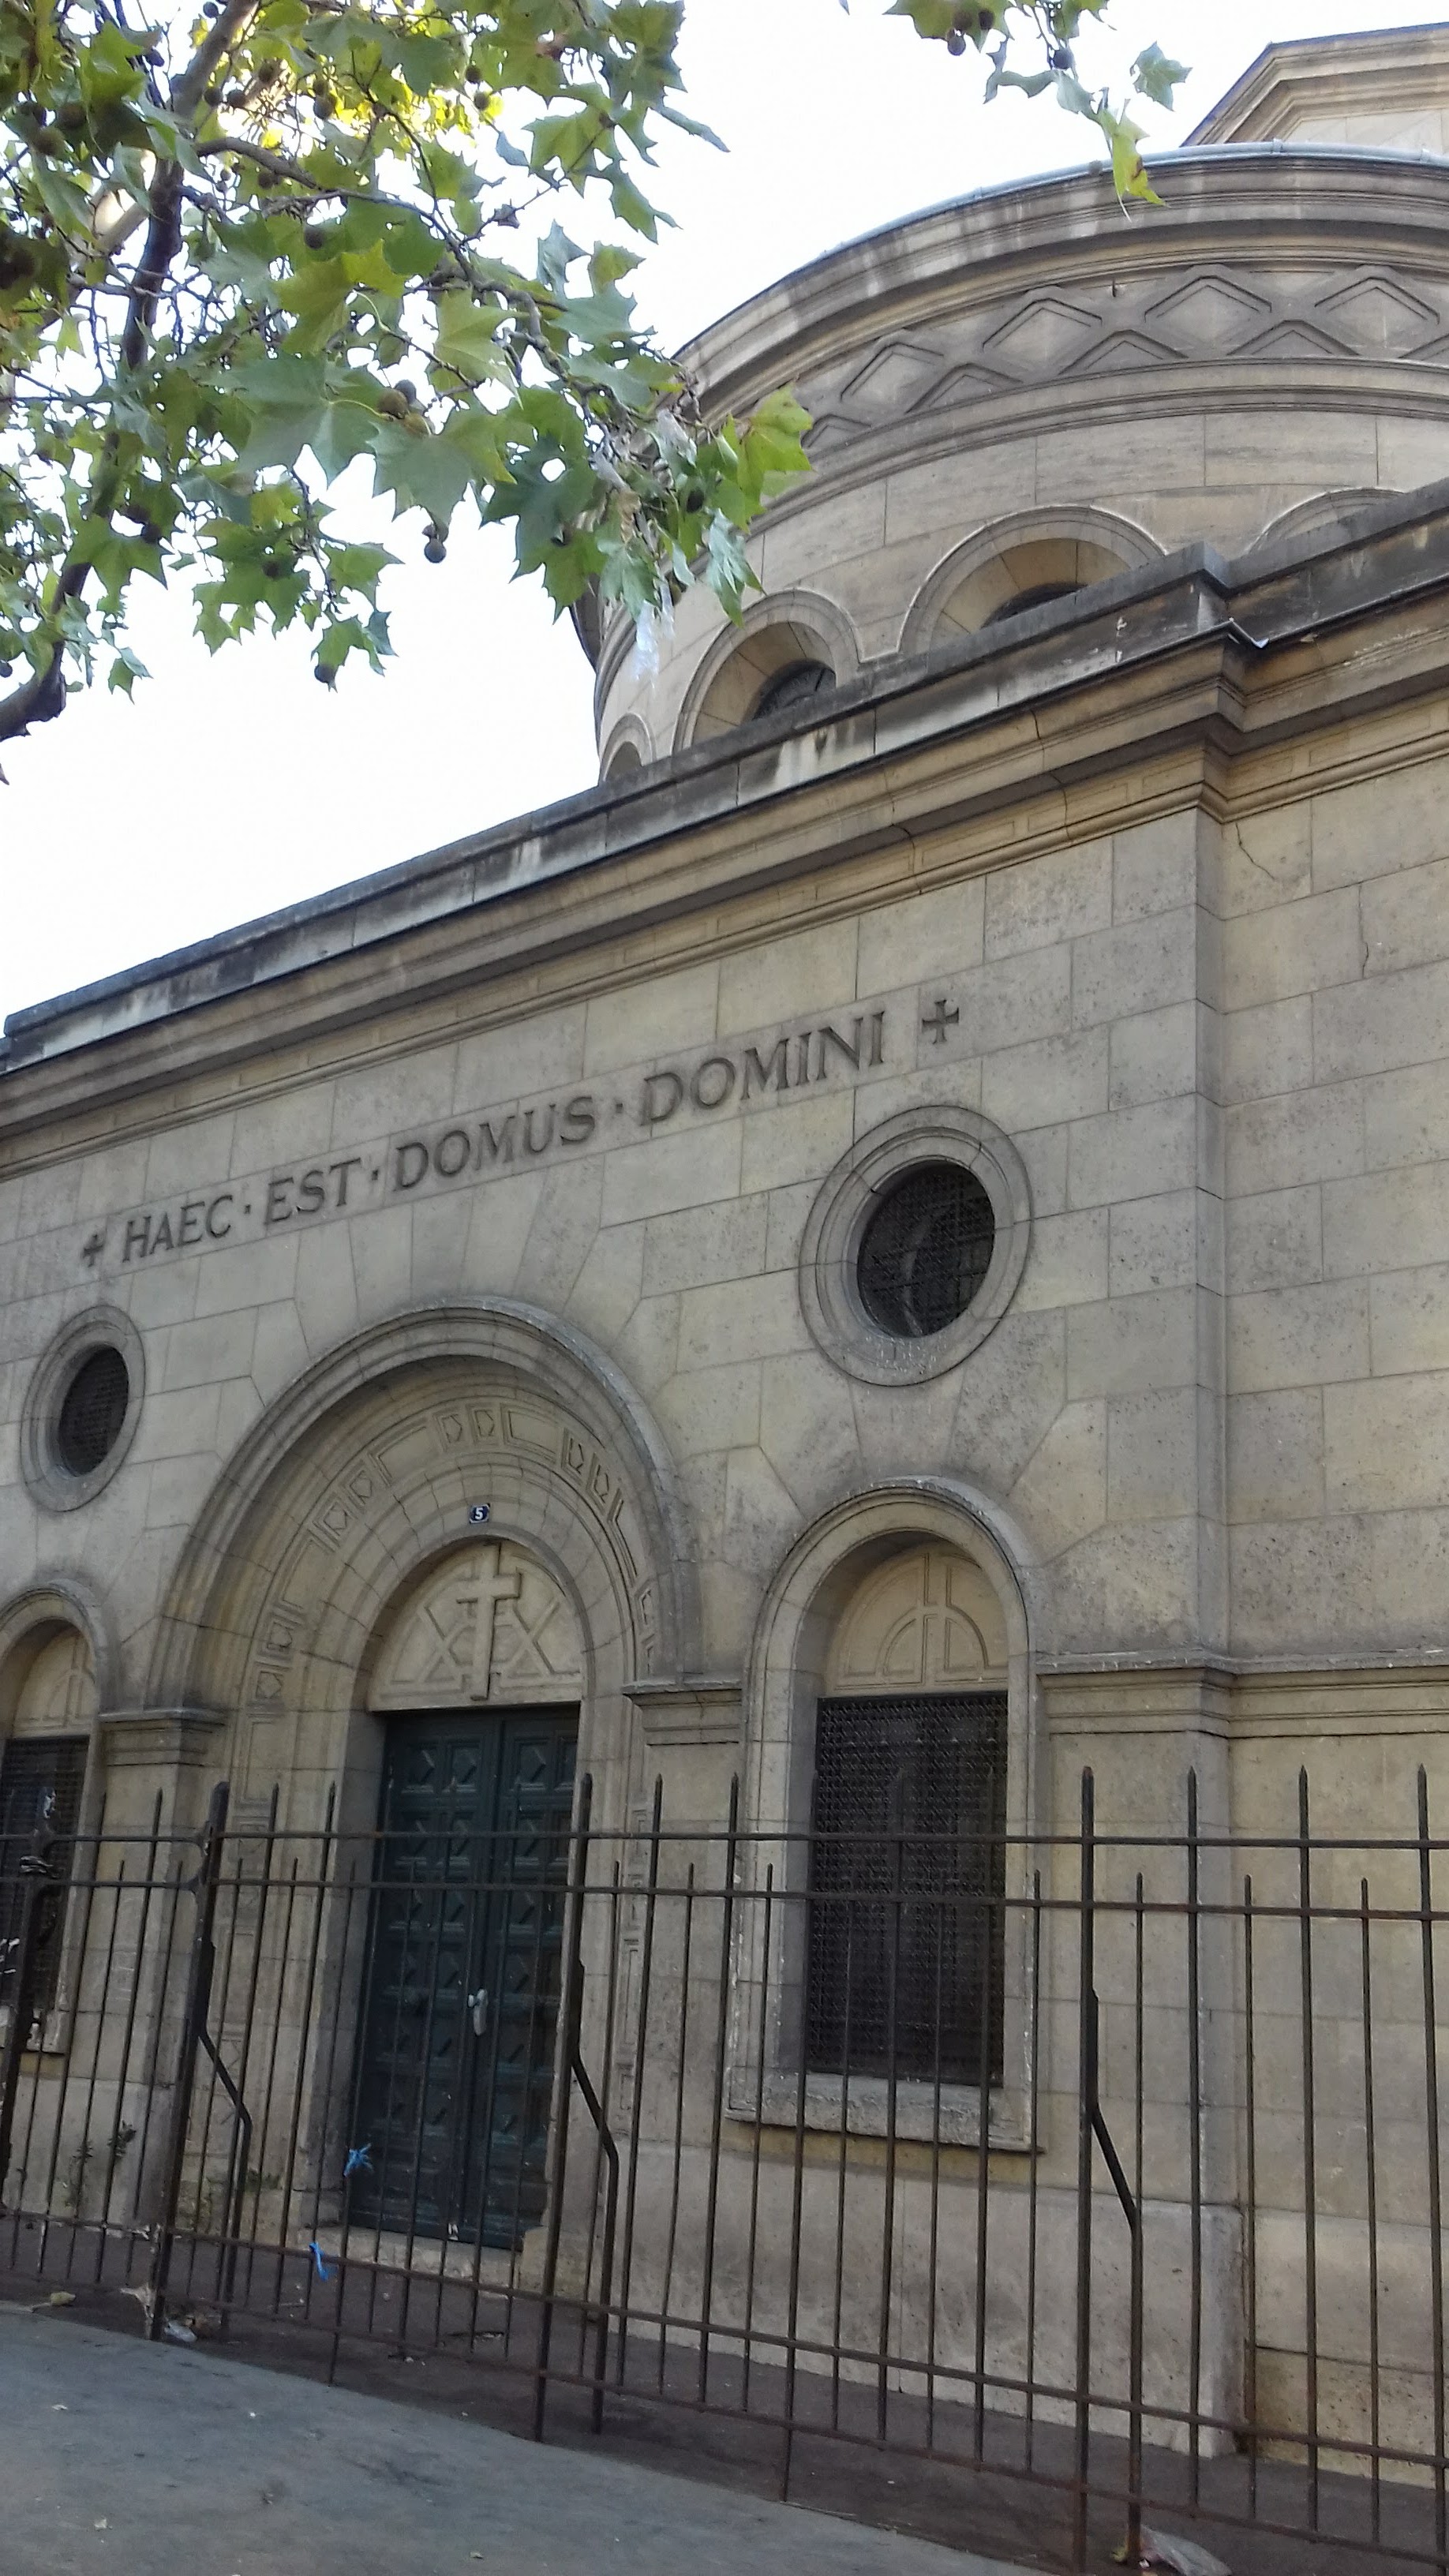 ✚ HAEC · EST · DOMUS · DOMINI ✚
5